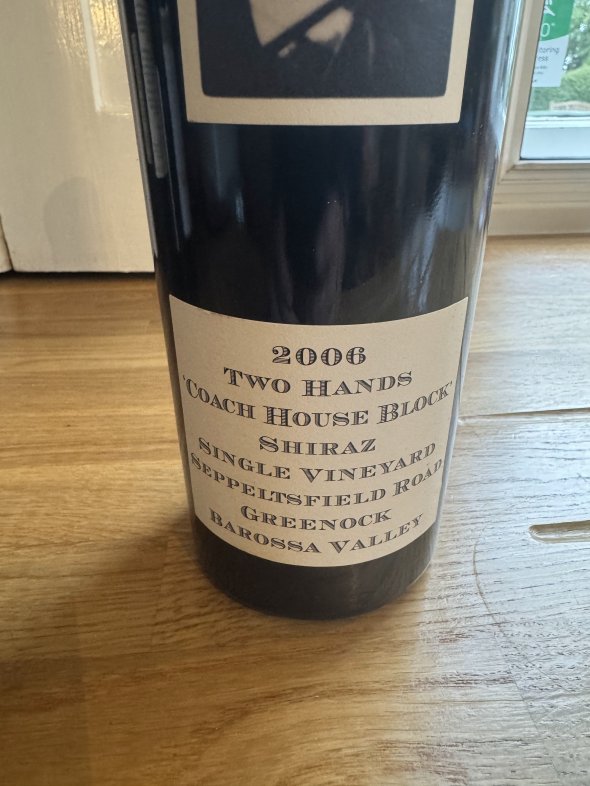 2006
TWO HANDS
'COACH HOUSE BLOCK'
SHIRAZ
SINGLE VINEYARD
SEPPELTSFIELD ROAD
GREENOCK
BAROSSA VALLEY